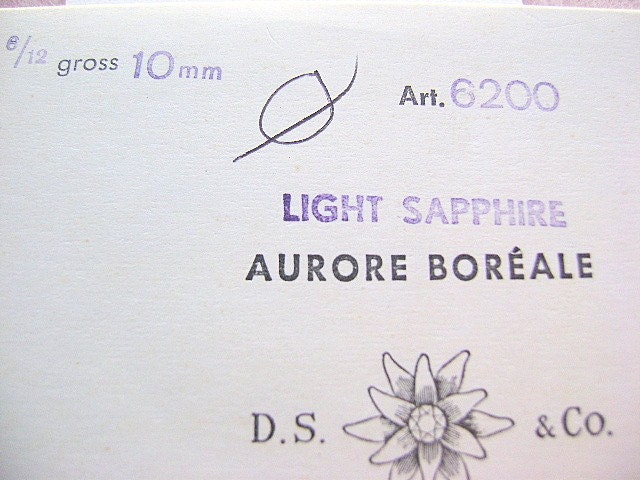 6/12 gross 10mm
Art. 6200
LIGHT SAPPHIRE
AURORE BORÉALE
D.S. & Co.